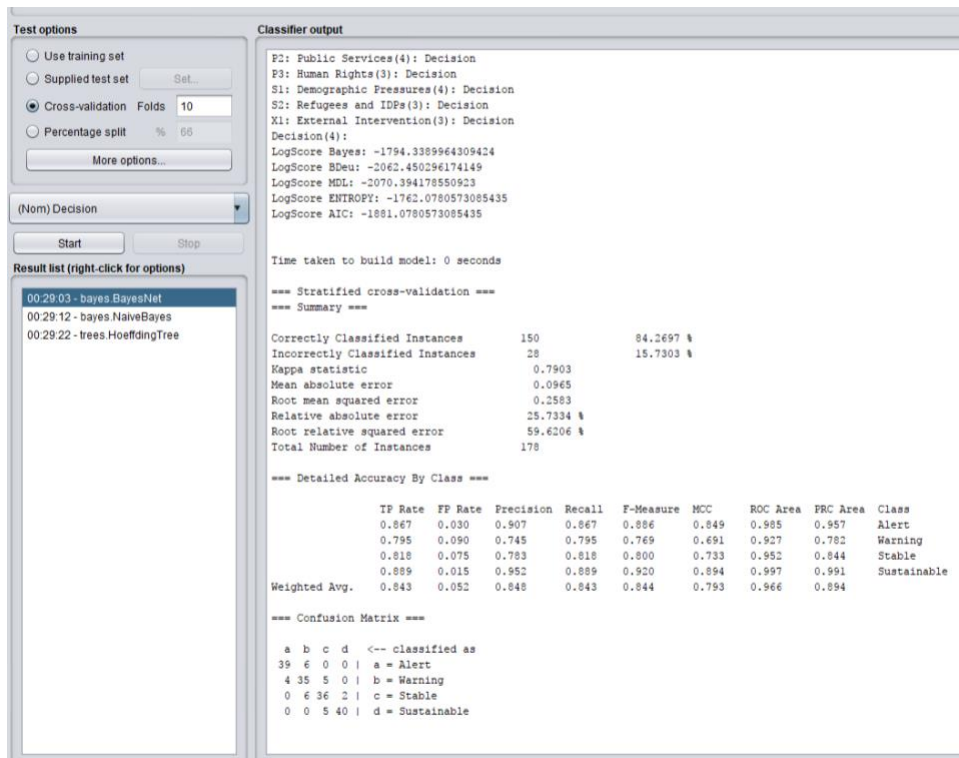 Test options
Use training set
Supplied test set Set...
Cross-validation Folds 10
Percentage split % 66
More options...
(Nom) Decision
Start Stop
Result list (right-click for options)
00:29:03 - bayes.BayesNet
00:29:12 - bayes.NaiveBayes
00:29:22 - trees.HoeffdingTree
Classifier output
P2: Public Services(4): Decision
P3: Human Rights(3): Decision
S1: Demographic Pressures(4): Decision
S2: Refugees and IDPs(3): Decision
X1: External Intervention(3): Decision
Decision(4):
LogScore Bayes: -1794.3389964309424
LogScore BDeu: -2062.450296174149
LogScore MDL: -2070.394178550923
LogScore ENTROPY: -1762.0780573085435
LogScore AIC: -1881.0780573085435
Time taken to build model: 0 seconds
=== Stratified cross-validation ===
=== Summary ===
Correctly Classified Instances 150 84.2697 %
Incorrectly Classified Instances 28 15.7303 %
Kappa statistic 0.7903
Mean absolute error 0.0965
Root mean squared error 0.2583
Relative absolute error 25.7334 %
Root relative squared error 59.6206 %
Total Number of Instances 178
=== Detailed Accuracy By Class ===
TP Rate FP Rate Precision Recall F-Measure MCC ROC Area PRC Area Class
0.867 0.030 0.907 0.867 0.886 0.849 0.985 0.957 Alert
0.795 0.090 0.745 0.795 0.769 0.691 0.927 0.782 Warning
0.818 0.075 0.783 0.818 0.800 0.733 0.952 0.844 Stable
0.889 0.015 0.952 0.889 0.920 0.894 0.997 0.991 Sustainable
Weighted Avg. 0.843 0.052 0.848 0.843 0.844 0.793 0.966 0.894
=== Confusion Matrix ===
a b c d <-- classified as
39 6 0 0 | a = Alert
4 35 5 0 | b = Warning
0 6 36 2 | c = Stable
0 0 5 40 | d = Sustainable